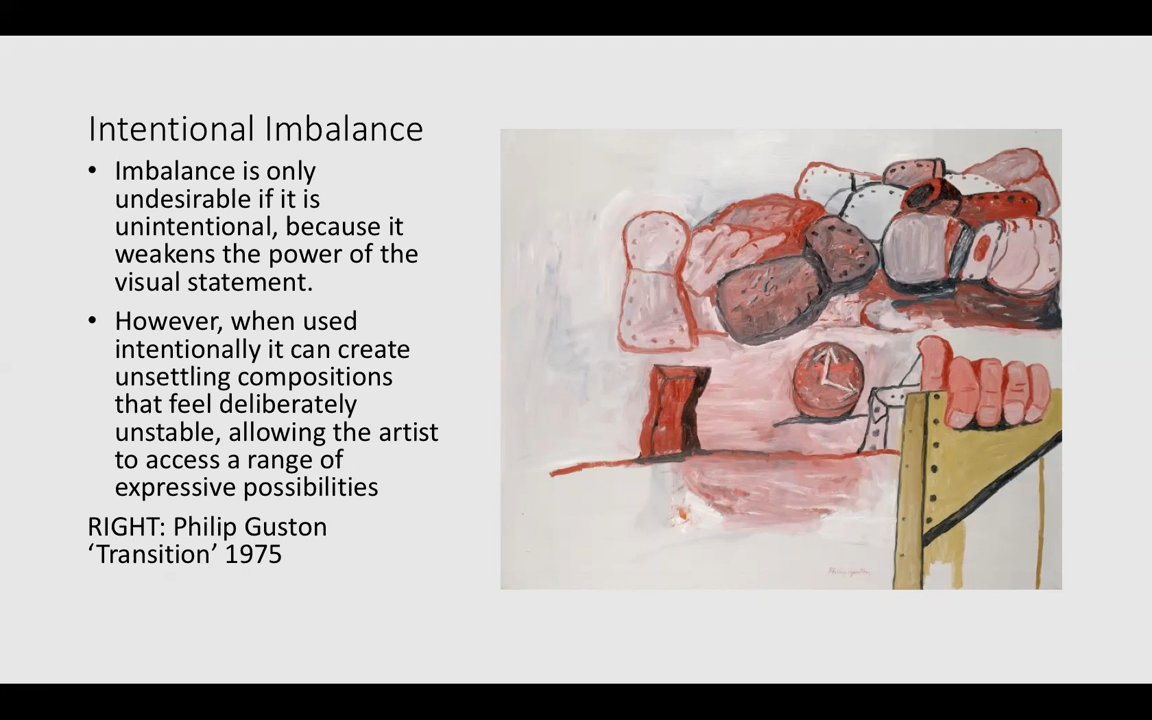 Intentional Imbalance
• Imbalance is only
undesirable if it is
unintentional, because it
weakens the power of the
visual statement.
• However, when used
intentionally it can create
unsettling compositions
that feel deliberately
unstable, allowing the artist
to access a range of
expressive possibilities
RIGHT: Philip Guston
‘Transition’ 1975
Philip Guston